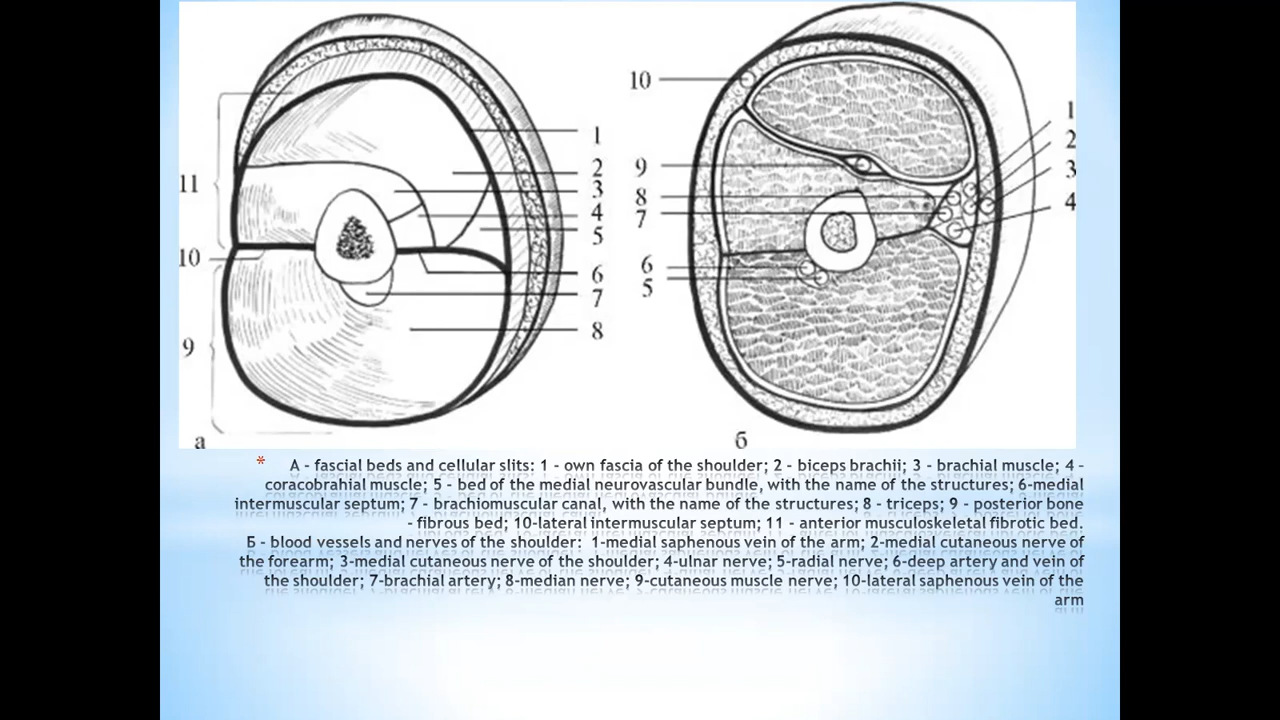 10
1
1
2
2
3
9
3
11
8
4
4
7
5
10
6
6
5
7
9
8
а
б
* A - fascial beds and cellular slits: 1 - own fascia of the shoulder; 2 - biceps brachii; 3 - brachial muscle; 4 -
coracobrahial muscle; 5 - bed of the medial neurovascular bundle, with the name of the structures; 6-medial
intermuscular septum; 7 - brachiomuscular canal, with the name of the structures; 8 - triceps; 9 - posterior bone
- fibrous bed; 10-lateral intermuscular septum; 11 - anterior musculoskeletal fibrotic bed.
Б - blood vessels and nerves of the shoulder: 1-medial saphenous vein of the arm; 2-medial cutaneous nerve of
the forearm; 3-medial cutaneous nerve of the shoulder; 4-ulnar nerve; 5-radial nerve; 6-deep artery and vein of
the shoulder; 7-brachial artery; 8-median nerve; 9-cutaneous muscle nerve; 10-lateral saphenous vein of the
arm